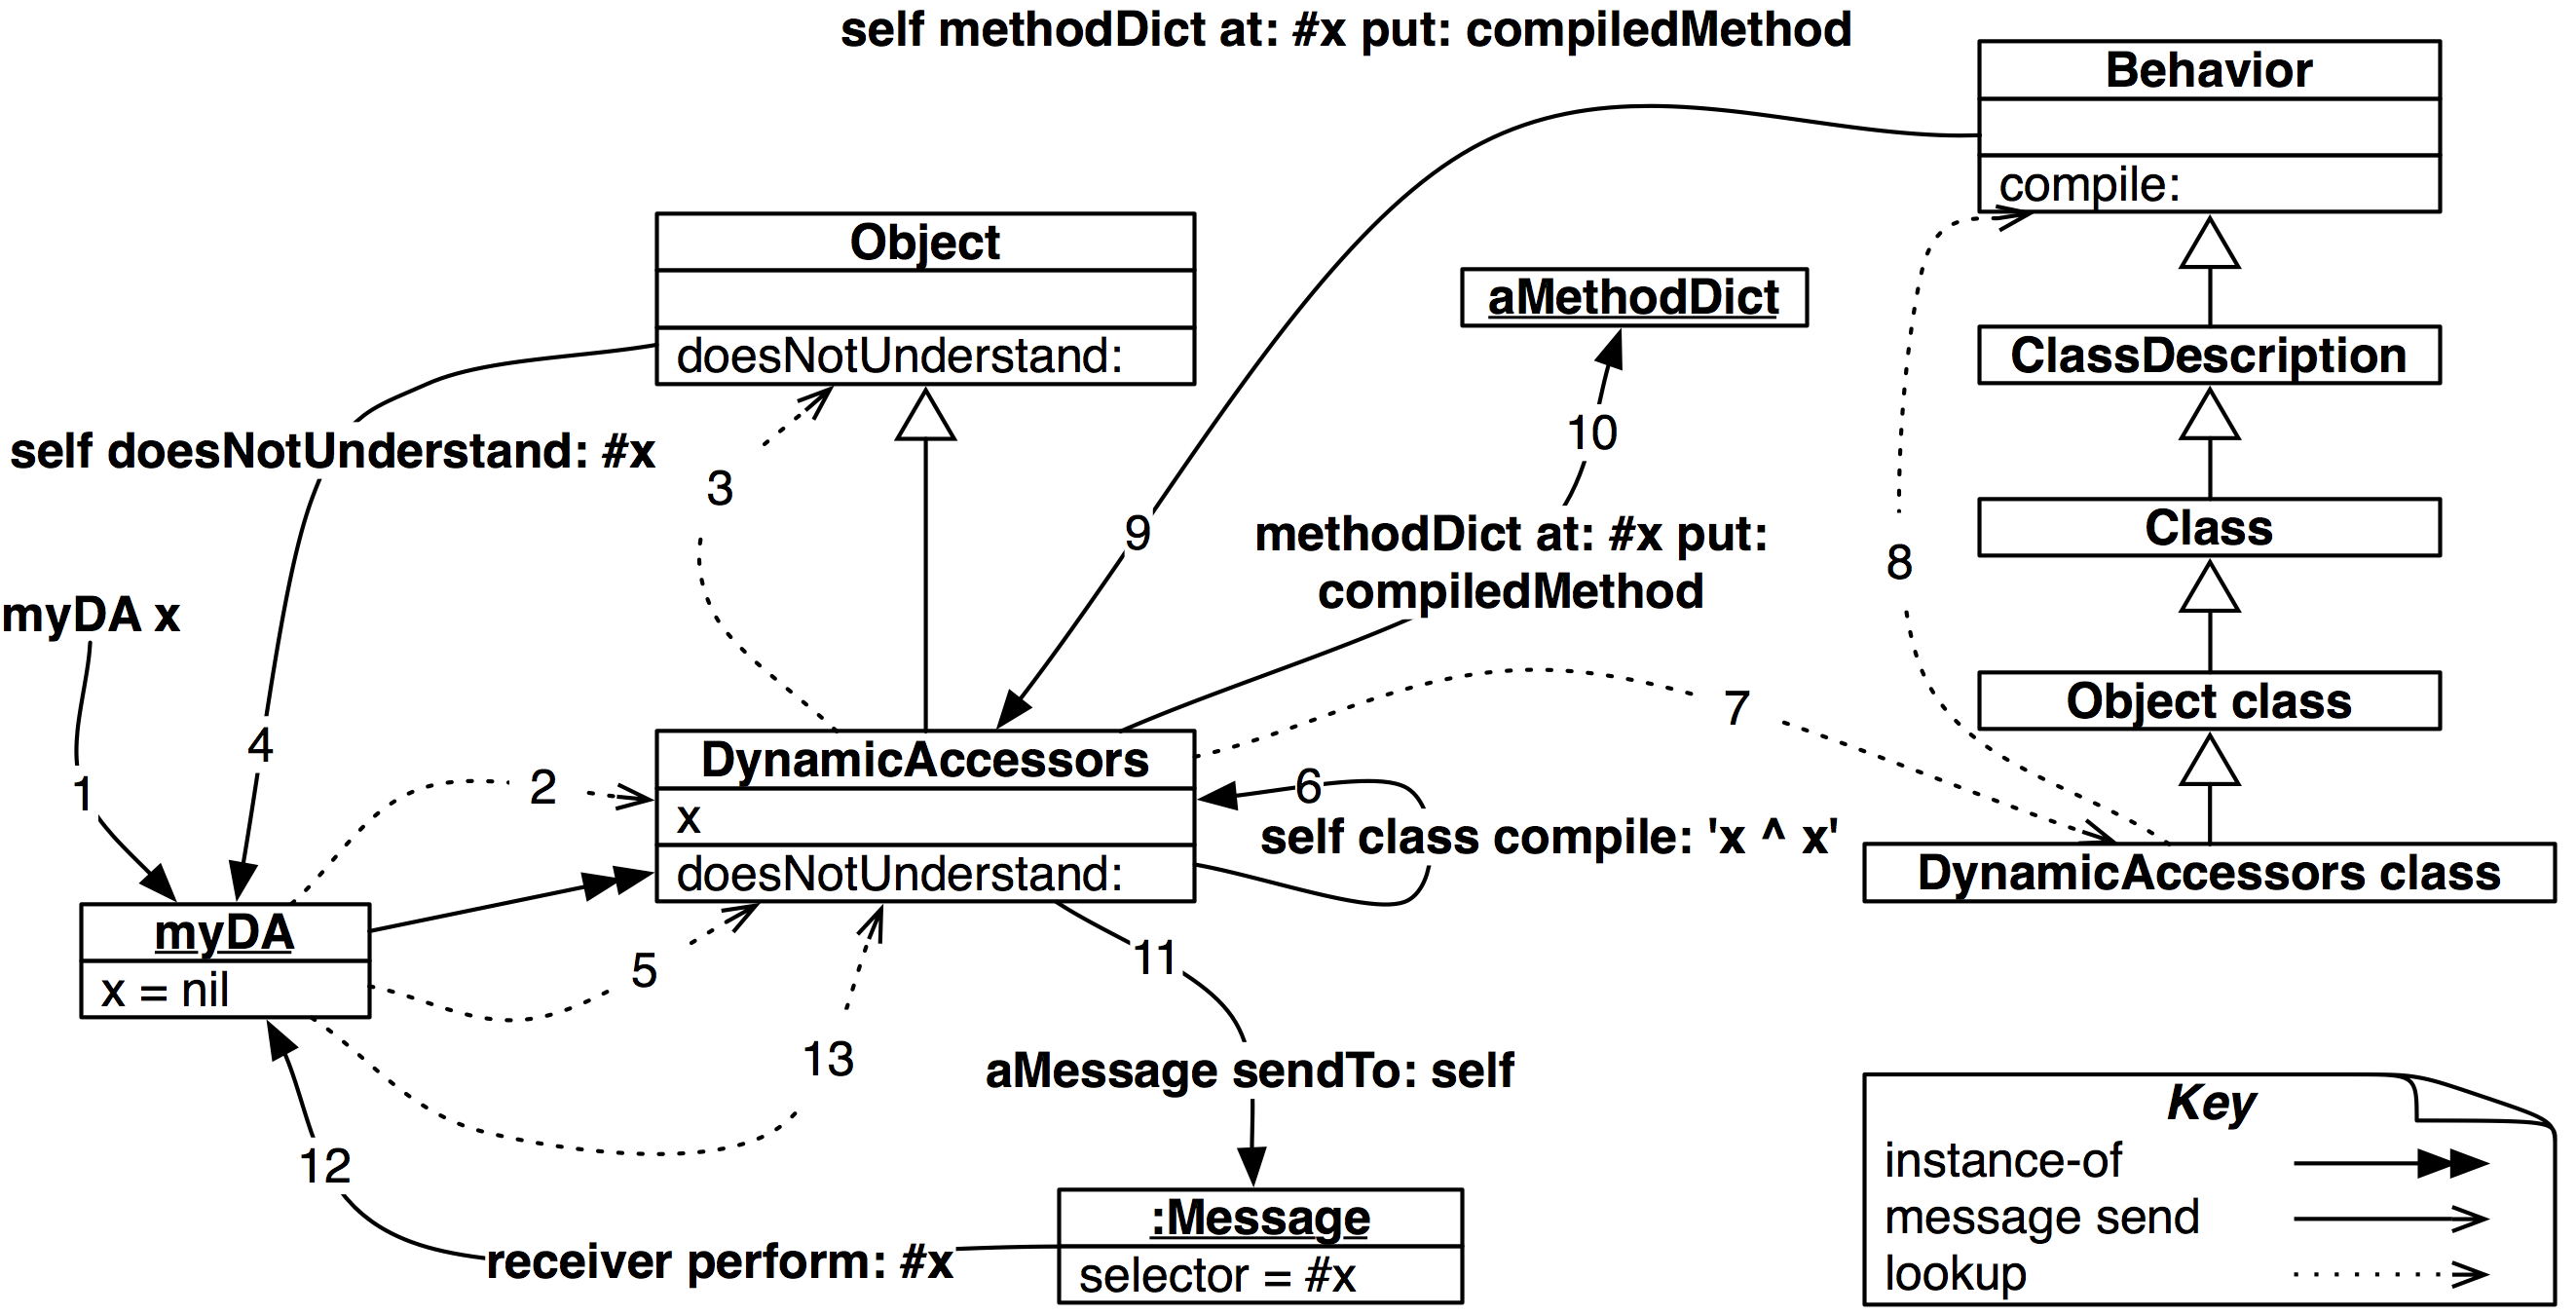 self methodDict at: #x put: compiledMethod
Behavior
compile:
Object
doesNotUnderstand:
aMethodDict
ClassDescription
10
self doesNotUnderstand: #x
3
9
methodDict at: #x put:
compiledMethod
Class
8
myDA x
4
1
2
DynamicAccessors
x
doesNotUnderstand:
6
self class compile: 'x ^ x'
7
Object class
DynamicAccessors class
myDA
x = nil
5
11
13
aMessage sendTo: self
12
receiver perform: #x
:Message
selector = #x
Key
instance-of
message send
lookup